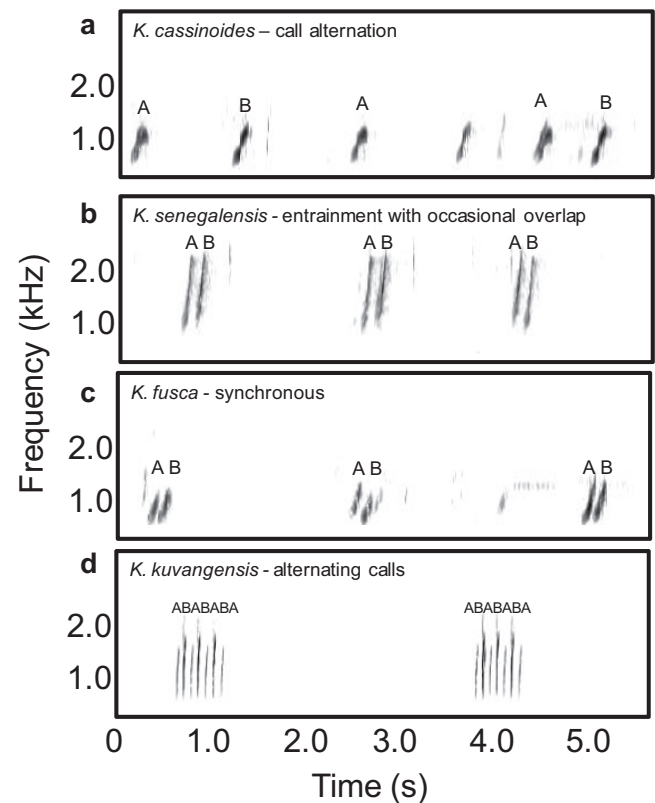 a
K. cassinoides – call alternation
2.0
1.0
A B A A B
b
K. senegalensis - entrainment with occasional overlap
2.0
1.0
A B A B A B
c
K. fusca - synchronous
2.0
1.0
A B A B A B
d
K. kuvangensis - alternating calls
2.0
1.0
ABABABA ABABABA
Frequency (kHz)
0 1.0 2.0 3.0 4.0 5.0
Time (s)